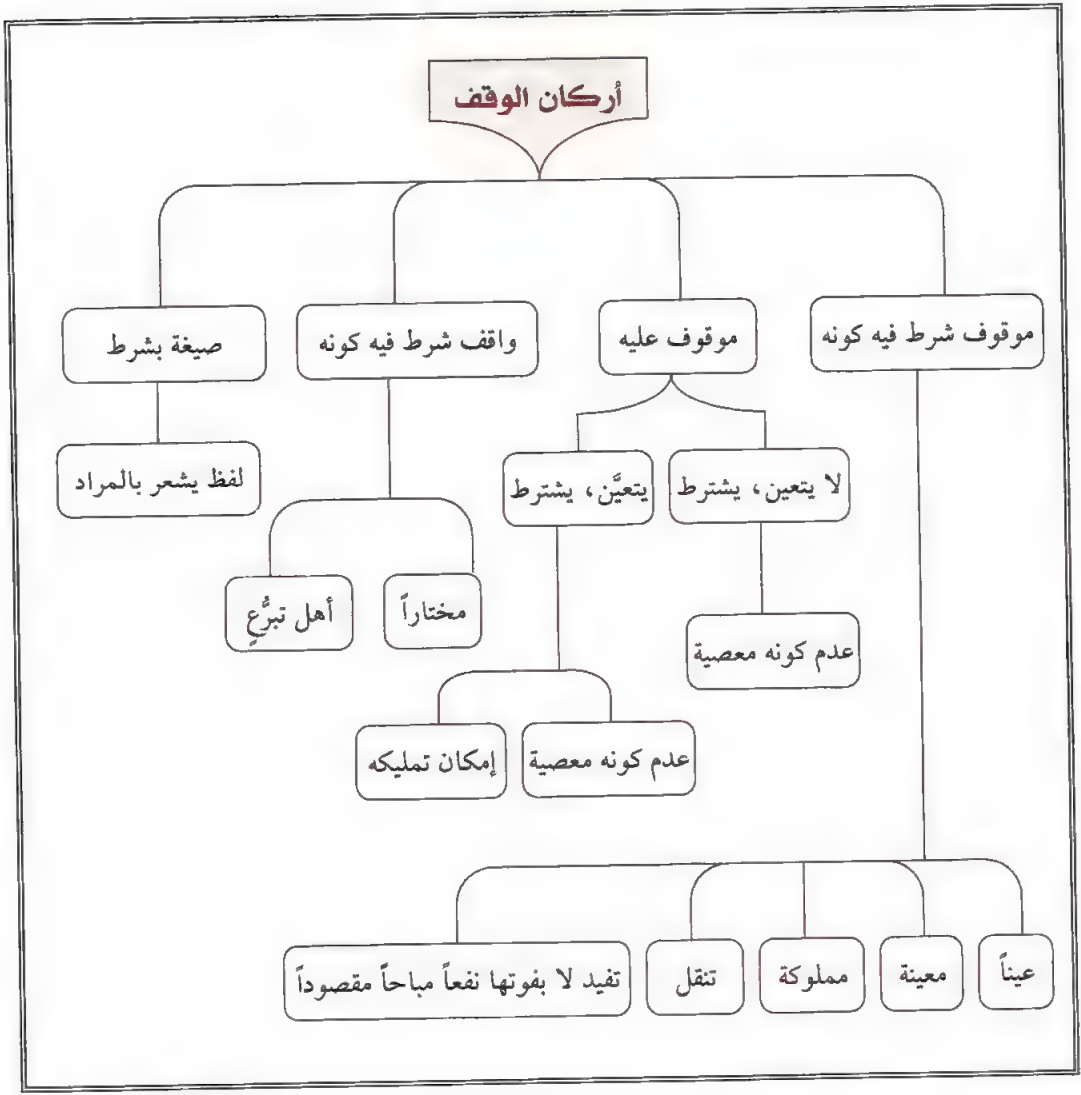 أركان الوقف
موقوف شرط فيه كونه
موقوف عليه
واقف شرط فيه كونه
صيغة بشرط
لا يتعين، يشترط
يتعيَّن، يشترط
لفظ يشعر بالمراد
مختاراً
أهل تبرُّعٍ
عدم كونه معصية
عدم كونه معصية
إمكان تمليكه
عيناً
معينة
مملوكة
تنقل
تفيد لا بفوتها نفعاً مباحاً مقصوداً